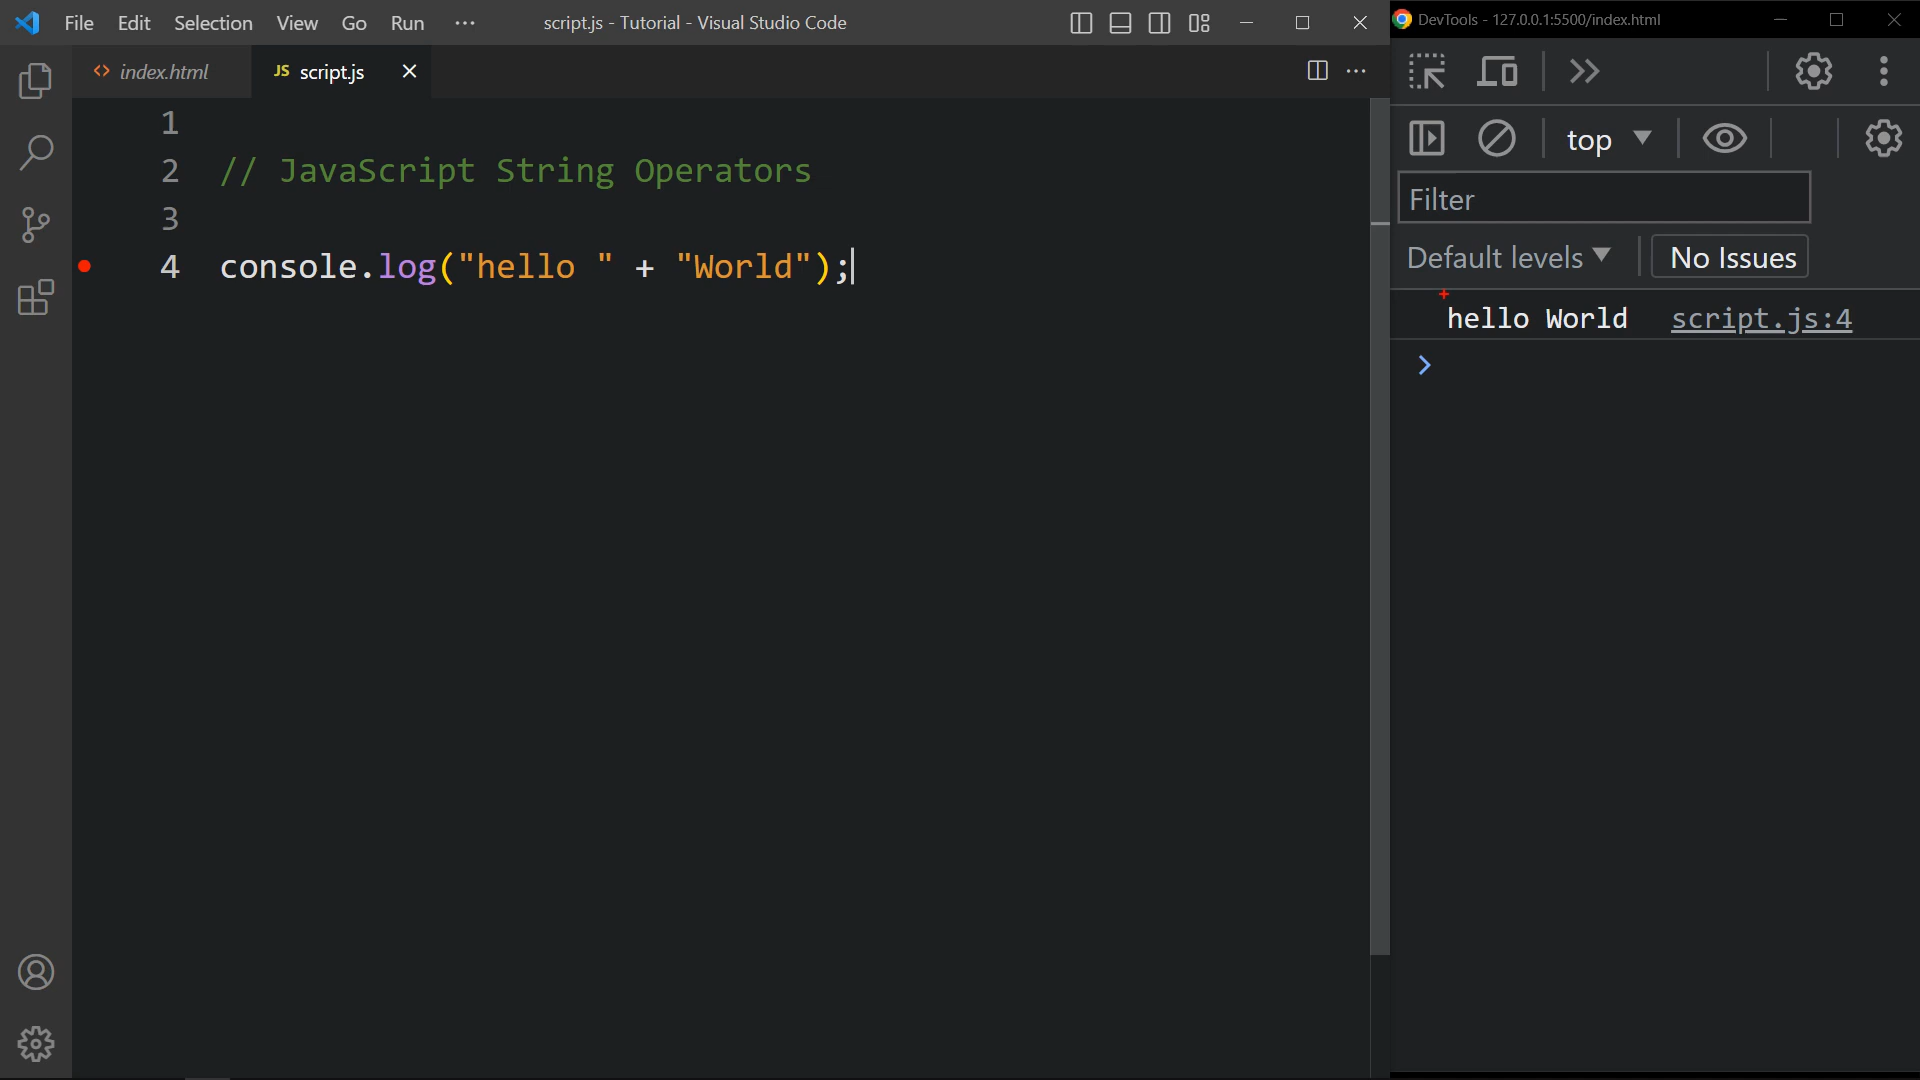 File Edit Selection View Go Run ··· script.js - Tutorial - Visual Studio Code
<> index.html JS script.js
1
2 // JavaScript String Operators
3
4 console.log("hello " + "World");
DevTools - 127.0.0.1:5500/index.html
top
Filter
Default levels No Issues
hello World script.js:4